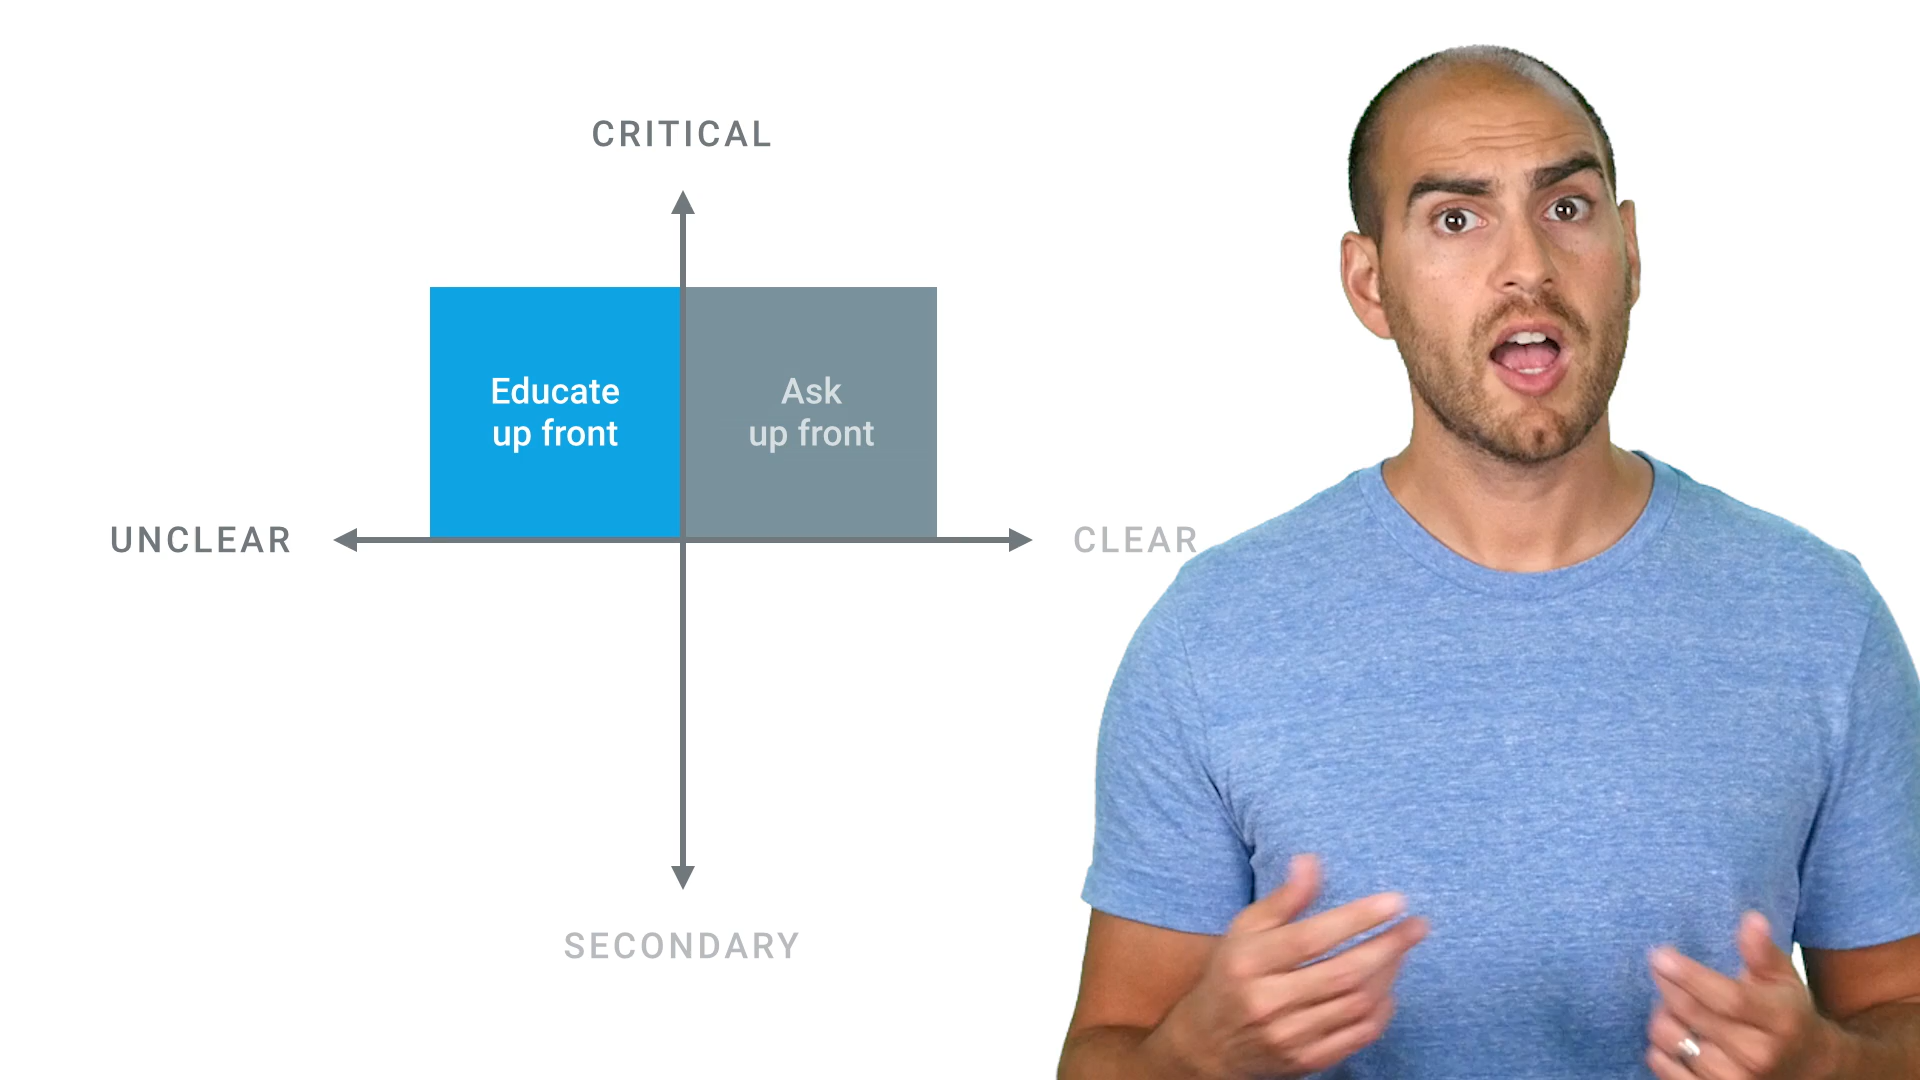 CRITICAL
Educate
up front
Ask
up front
UNCLEAR
CLEAR
SECONDARY